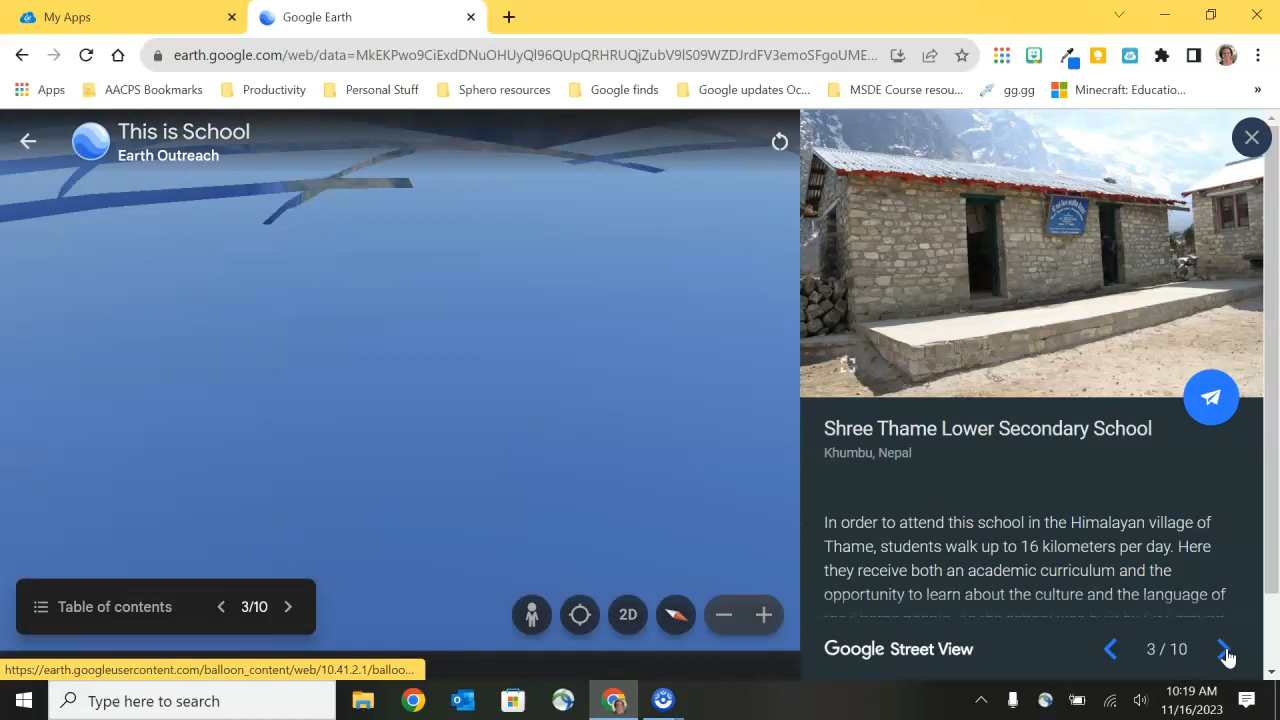 My Apps
Google Earth
earth.google.com/web/data=MkEKPwo9CiExdDNuOHUyQl96QUpQRHRUQjZubV9lS09WZDJrdFV3emoSFgoUME...
Apps
AACPS Bookmarks
Productivity
Personal Stuff
Sphero resources
Google finds
Google updates Oc...
MSDE Course resou...
gg.gg
Minecraft: Educatio...
»
This is School
Earth Outreach
Shree Thame Lower Secondary School
Khumbu, Nepal
In order to attend this school in the Himalayan village of
Thame, students walk up to 16 kilometers per day. Here
they receive both an academic curriculum and the
opportunity to learn about the culture and the language of
Table of contents
3/10
2D
Google Street View
3 / 10
https://earth.googleusercontent.com/balloon_content/web/10.41.2.1/balloo...
Type here to search
10:19 AM
11/16/2023